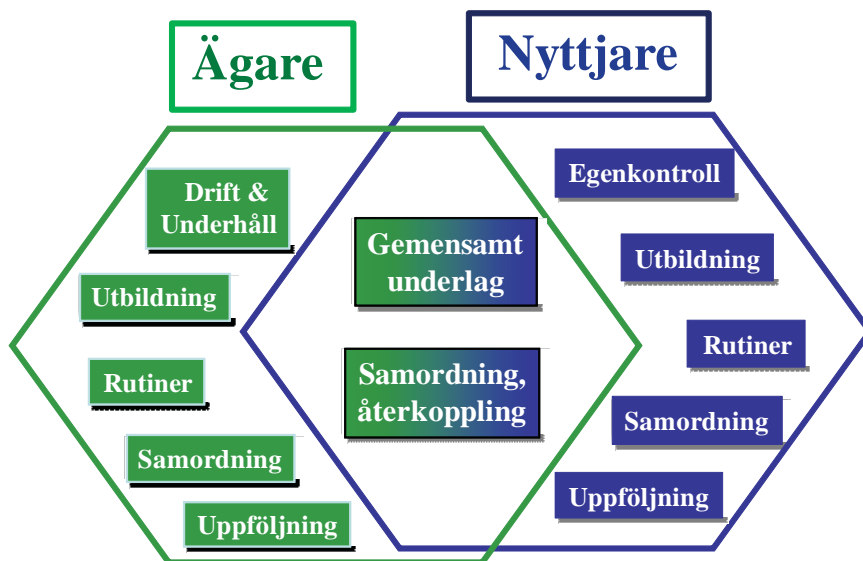 Ägare
Nyttjare
Drift &
Underhåll
Utbildning
Rutiner
Samordning
Uppföljning
Gemensamt
underlag
Samordning,
återkoppling
Egenkontroll
Utbildning
Rutiner
Samordning
Uppföljning